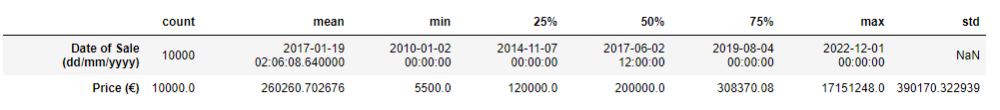 count mean min 25% 50% 75% max std
Date of Sale (dd/mm/yyyy) 10000 2017-01-19 02:06:08.640000 2010-01-02 00:00:00 2014-11-07 00:00:00 2017-06-02 12:00:00 2019-08-04 00:00:00 2022-12-01 00:00:00 NaN
Price (€) 10000.0 260260.702676 5500.0 120000.0 200000.0 308370.08 17151248.0 390170.322939